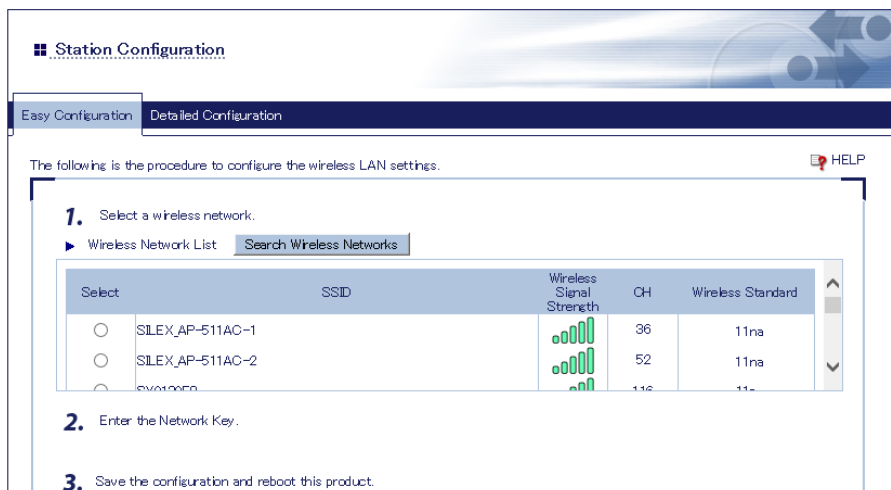 Station Configuration
Easy Configuration Detailed Configuration
The following is the procedure to configure the wireless LAN settings.
HELP
1. Select a wireless network.
Wireless Network List Search Wireless Networks
Select SSID Wireless Signal Strength CH Wireless Standard
SILEX_AP-511AC-1 36 11na
SILEX_AP-511AC-2 52 11na
116
2. Enter the Network Key.
3. Save the configuration and reboot this product.